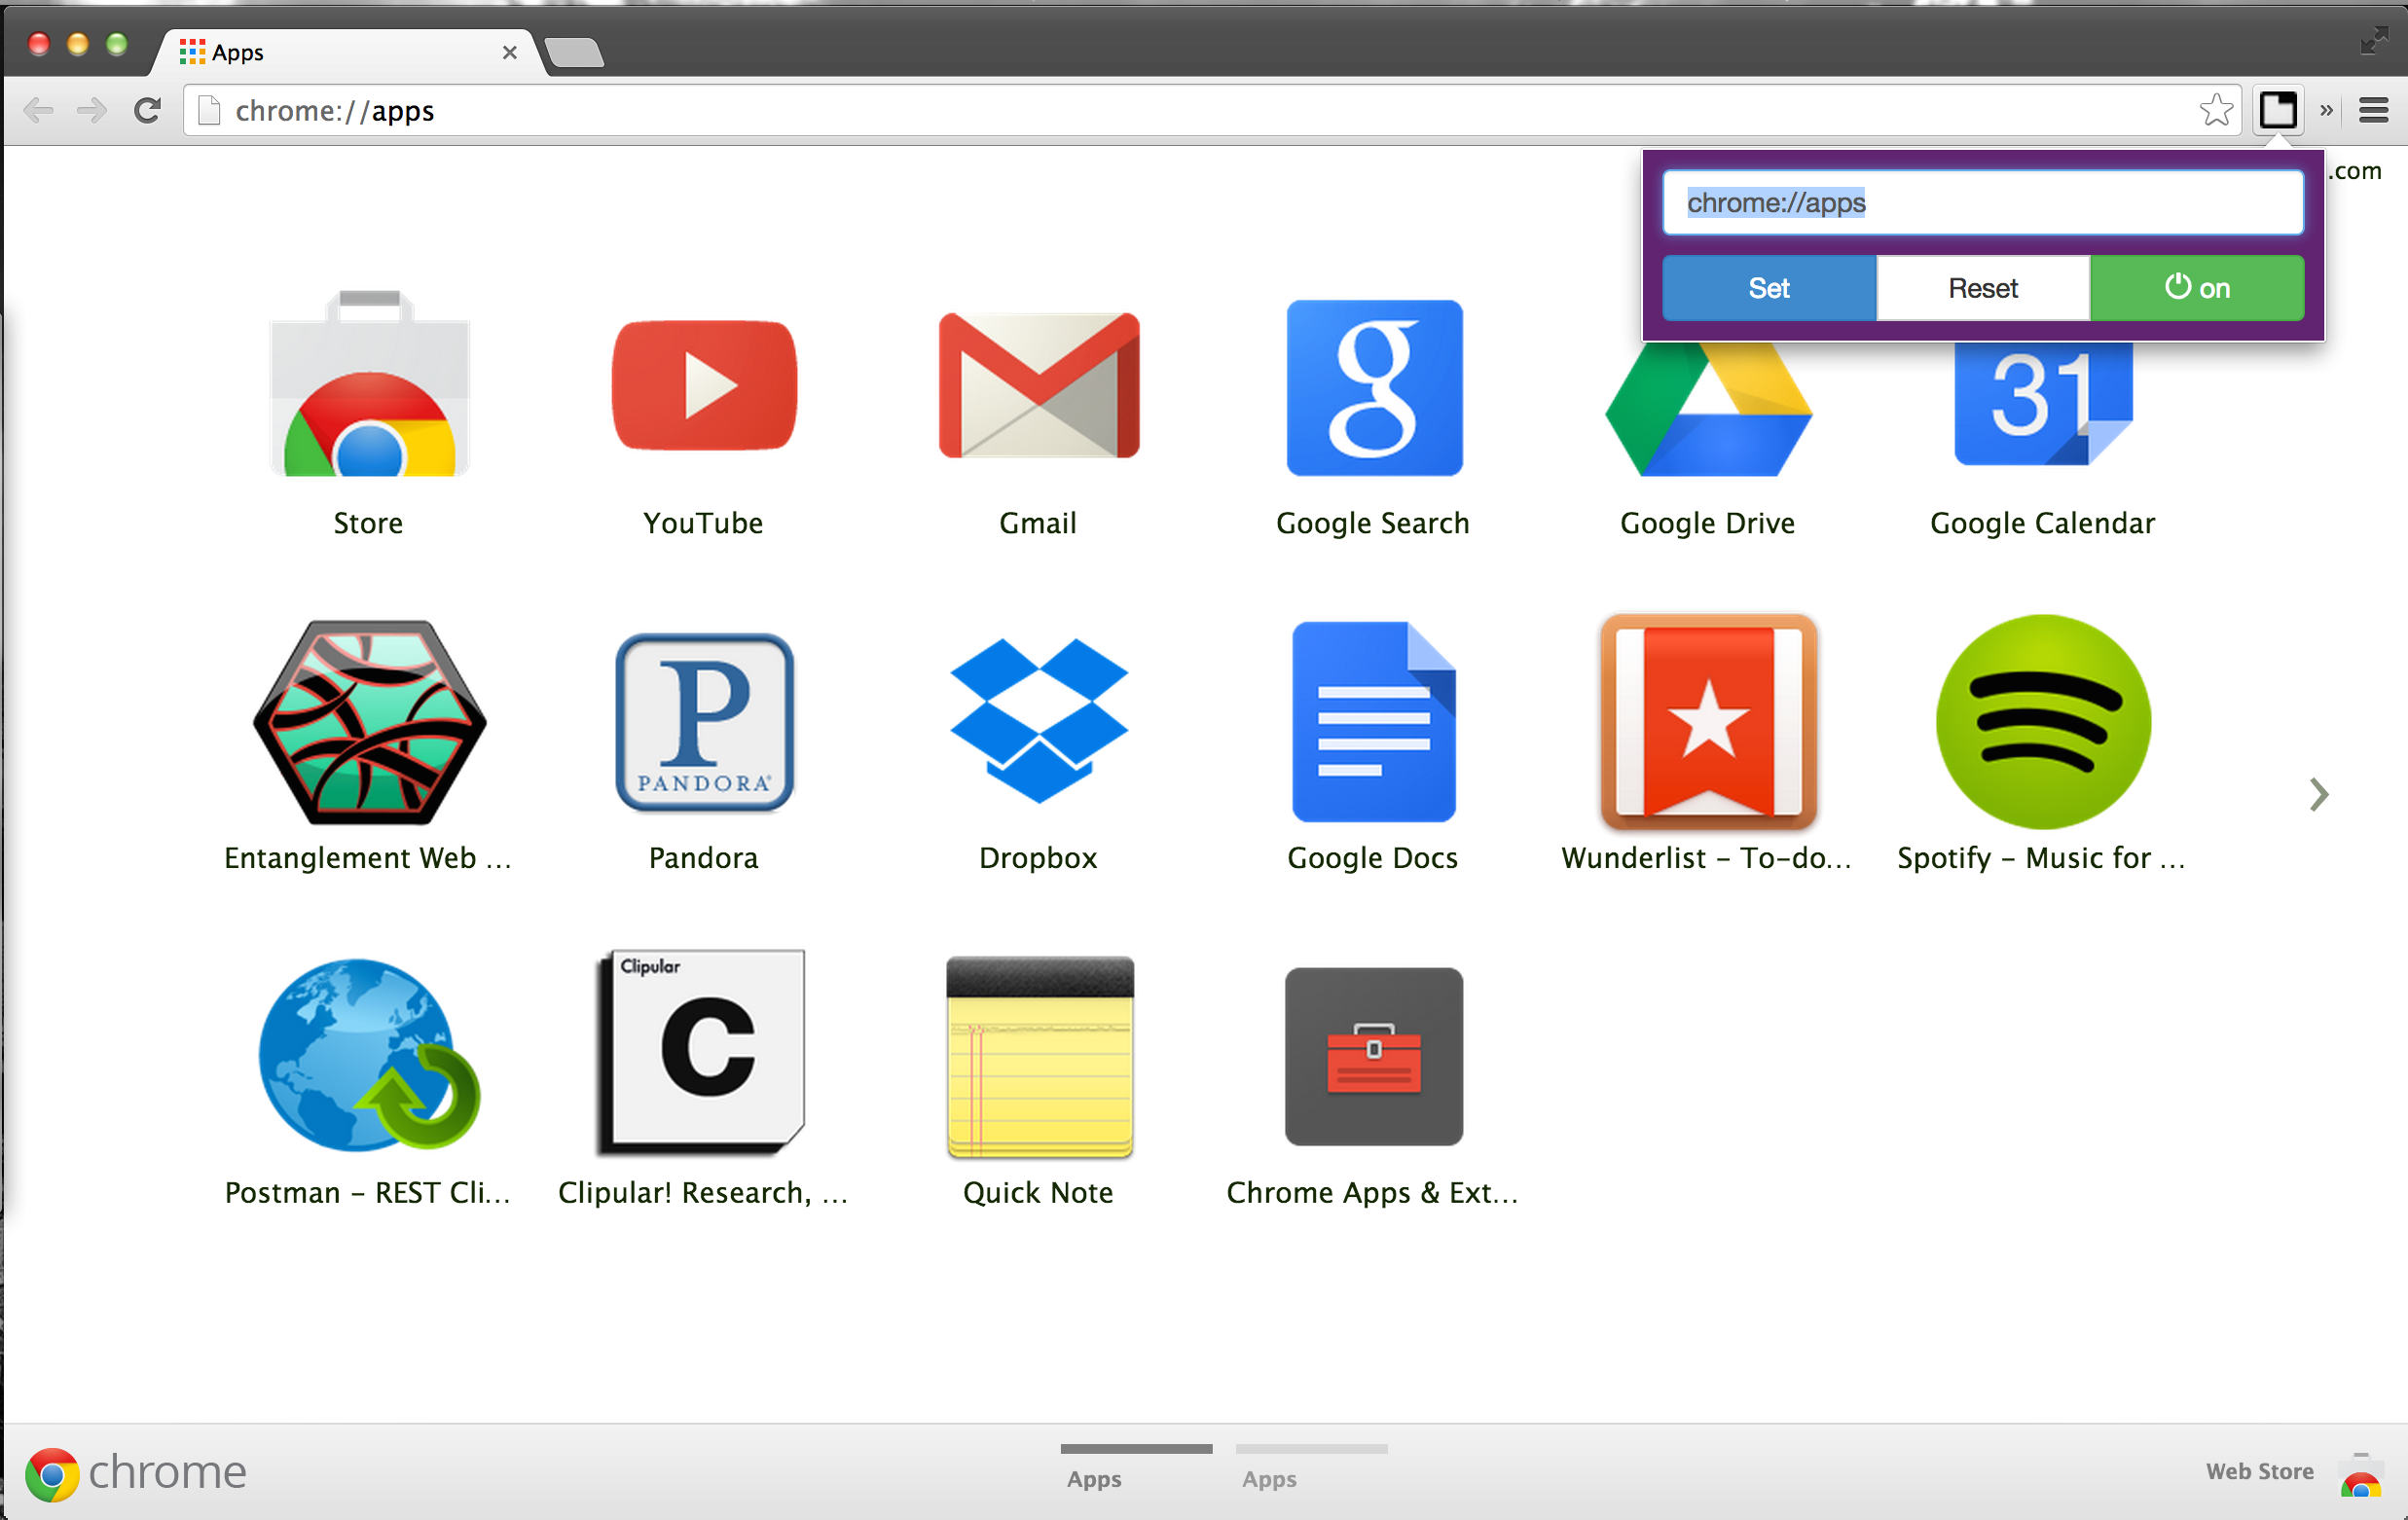 Apps
chrome://apps
.com
chrome://apps
Set
Reset
on
31
Store
YouTube
Gmail
Google Search
Google Drive
Google Calendar
P
PANDORA
Entanglement Web ...
Pandora
Dropbox
Google Docs
Wunderlist - To-do...
Spotify - Music for ...
Clipular
C
Postman - REST Cli...
Clipular! Research, ...
Quick Note
Chrome Apps & Ext...
chrome
Apps
Apps
Web Store